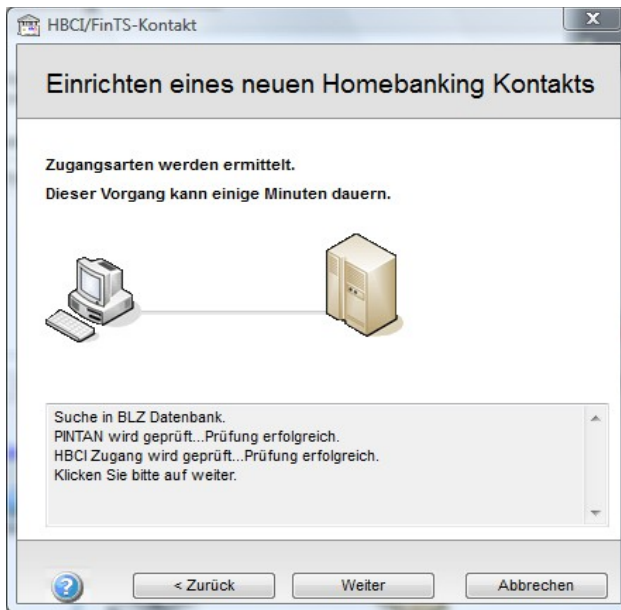 HBCI/FinTS-Kontakt
X
Einrichten eines neuen Homebanking Kontakts
Zugangsarten werden ermittelt.
Dieser Vorgang kann einige Minuten dauern.
Suche in BLZ Datenbank.
PINTAN wird geprüft...Prüfung erfolgreich.
HBCI Zugang wird geprüft...Prüfung erfolgreich.
Klicken Sie bitte auf weiter.
? < Zurück Weiter Abbrechen